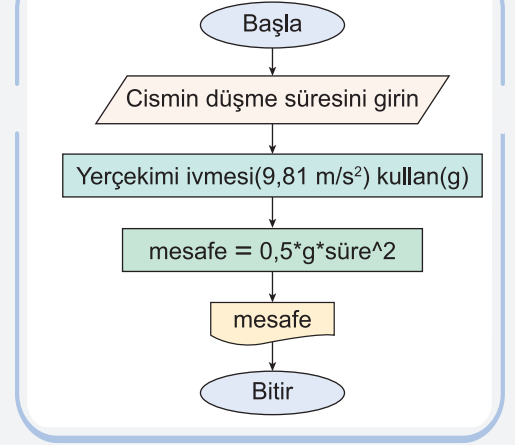 Başla
Cismin düşme süresini girin
Yerçekimi ivmesi(9,81 m/s²) kullan(g)
mesafe = 0,5*g*süre^2
mesafe
Bitir